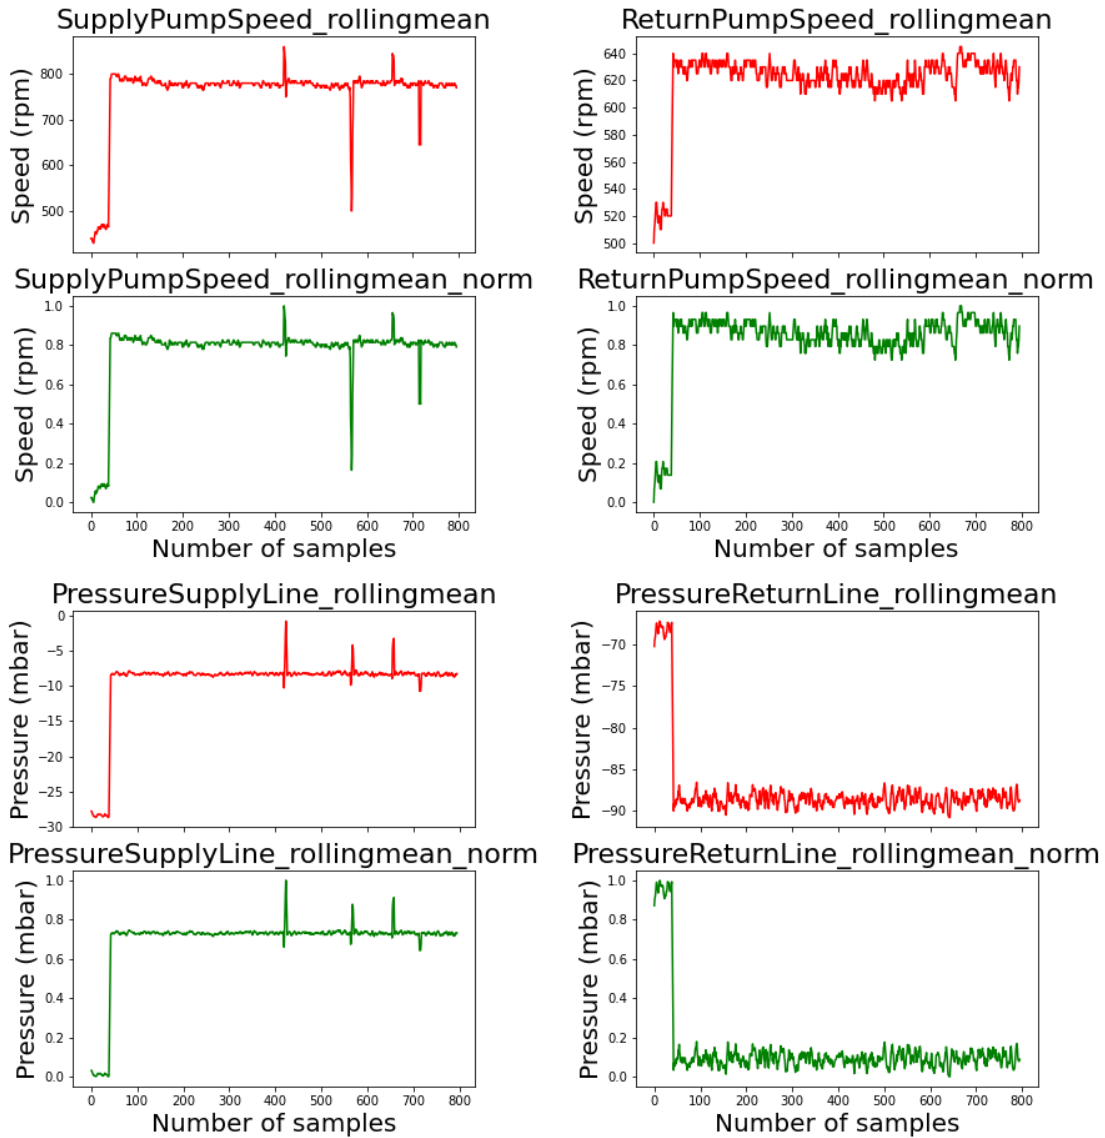 SupplyPumpSpeed_rollingmean
800
700
600
500
Speed (rpm)
ReturnPumpSpeed_rollingmean
640
620
600
580
560
540
520
500
Speed (rpm)
SupplyPumpSpeed_rollingmean_norm
1.0
0.8
0.6
0.4
0.2
0.0
Speed (rpm)
0 100 200 300 400 500 600 700 800
Number of samples
ReturnPumpSpeed_rollingmean_norm
1.0
0.8
0.6
0.4
0.2
0.0
Speed (rpm)
0 100 200 300 400 500 600 700 800
Number of samples
PressureSupplyLine_rollingmean
0
−5
−10
−15
−20
−25
−30
Pressure (mbar)
PressureReturnLine_rollingmean
−70
−75
−80
−85
−90
Pressure (mbar)
PressureSupplyLine_rollingmean_norm
1.0
0.8
0.6
0.4
0.2
0.0
Pressure (mbar)
0 100 200 300 400 500 600 700 800
Number of samples
PressureReturnLine_rollingmean_norm
1.0
0.8
0.6
0.4
0.2
0.0
Pressure (mbar)
0 100 200 300 400 500 600 700 800
Number of samples